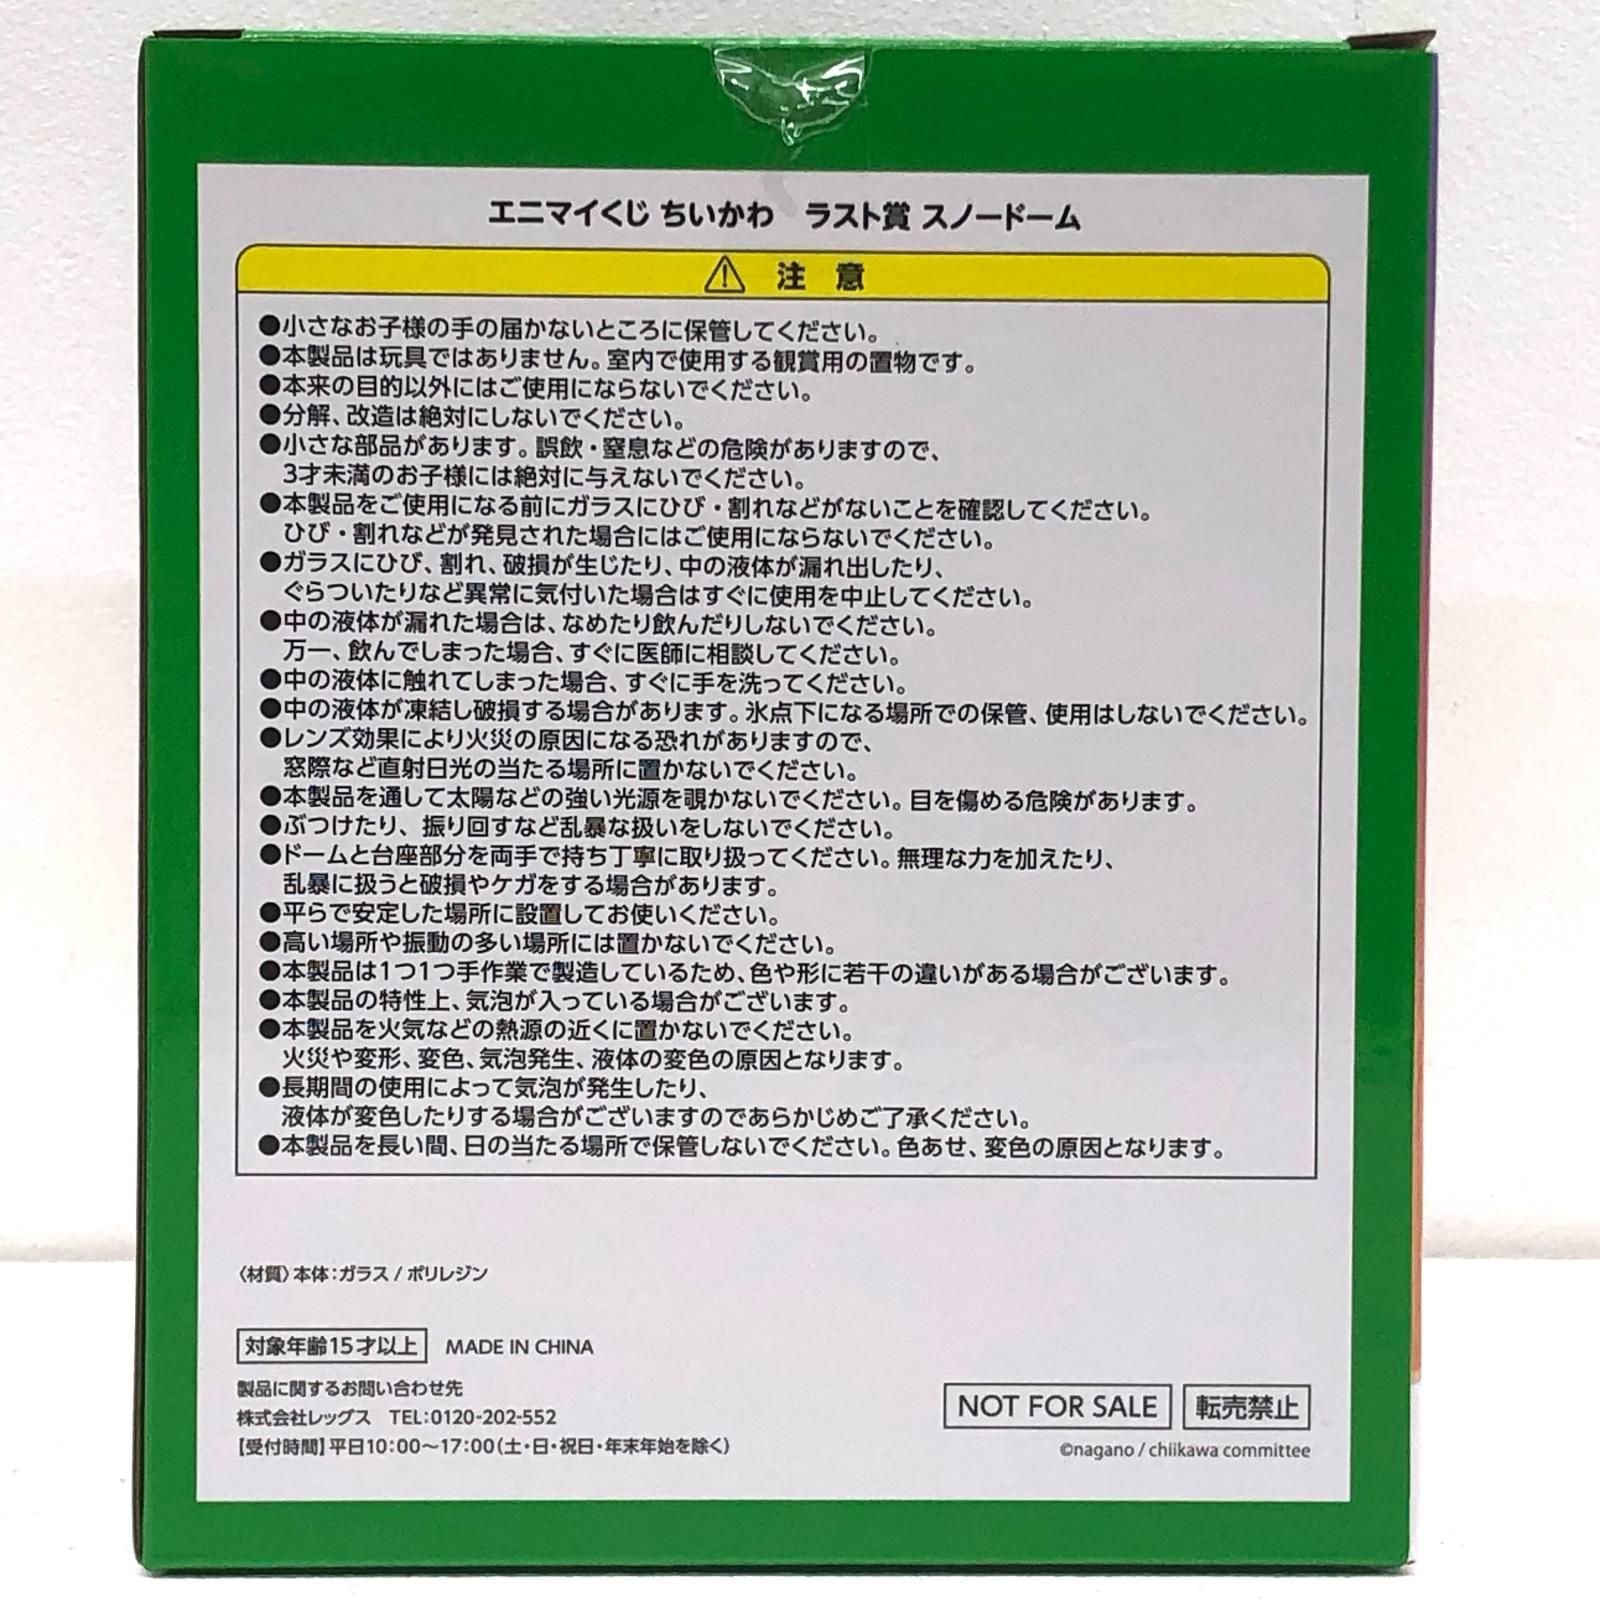 エニマイくじ ちいかわ　ラスト賞 スノードーム
注 意
●小さなお子様の手の届かないところに保管してください。
●本製品は玩具ではありません。室内で使用する観賞用の置物です。
●本来の目的以外にはご使用にならないでください。
●分解、改造は絶対にしないでください。
●小さな部品があります。誤飲・窒息などの危険がありますので、
3才未満のお子様には絶対に与えないでください。
●本製品をご使用になる前にガラスにひび・割れなどがないことを確認してください。
ひび・割れなどが発見された場合にはご使用にならないでください。
●ガラスにひび、割れ、破損が生じたり、中の液体が漏れ出したり、
ぐらついたりなど異常に気付いた場合はすぐに使用を中止してください。
●中の液体が漏れた場合は、なめたり飲んだりしないでください。
万一、飲んでしまった場合、すぐに医師に相談してください。
●中の液体に触れてしまった場合、すぐに手を洗ってください。
●中の液体が凍結し破損する場合があります。氷点下になる場所での保管、使用はしないでください。
●レンズ効果により火災の原因になる恐れがありますので、
窓際など直射日光の当たる場所に置かないでください。
●本製品を通して太陽などの強い光源を覗かないでください。目を傷める危険があります。
●ぶつけたり、振り回すなど乱暴な扱いをしないでください。
●ドームと台座部分を両手で持ち丁寧に取り扱ってください。無理な力を加えたり、
乱暴に扱うと破損やケガをする場合があります。
●平らで安定した場所に設置してお使いください。
●高い場所や振動の多い場所には置かないでください。
●本製品は1つ1つ手作業で製造しているため、色や形に若干の違いがある場合がございます。
●本製品の特性上、気泡が入っている場合がございます。
●本製品を火気などの熱源の近くに置かないでください。
火災や変形、変色、気泡発生、液体の変色の原因となります。
●長期間の使用によって気泡が発生したり、
液体が変色したりする場合がございますのであらかじめご了承ください。
●本製品を長い間、日の当たる場所で保管しないでください。色あせ、変色の原因となります。
〈材質〉本体：ガラス / ポリレジン
対象年齢15才以上 MADE IN CHINA
製品に関するお問い合わせ先
株式会社レッグス　TEL：0120-202-552
【受付時間】平日10：00～17：00（土・日・祝日・年末年始を除く）
NOT FOR SALE 転売禁止
©nagano / chiikawa committee